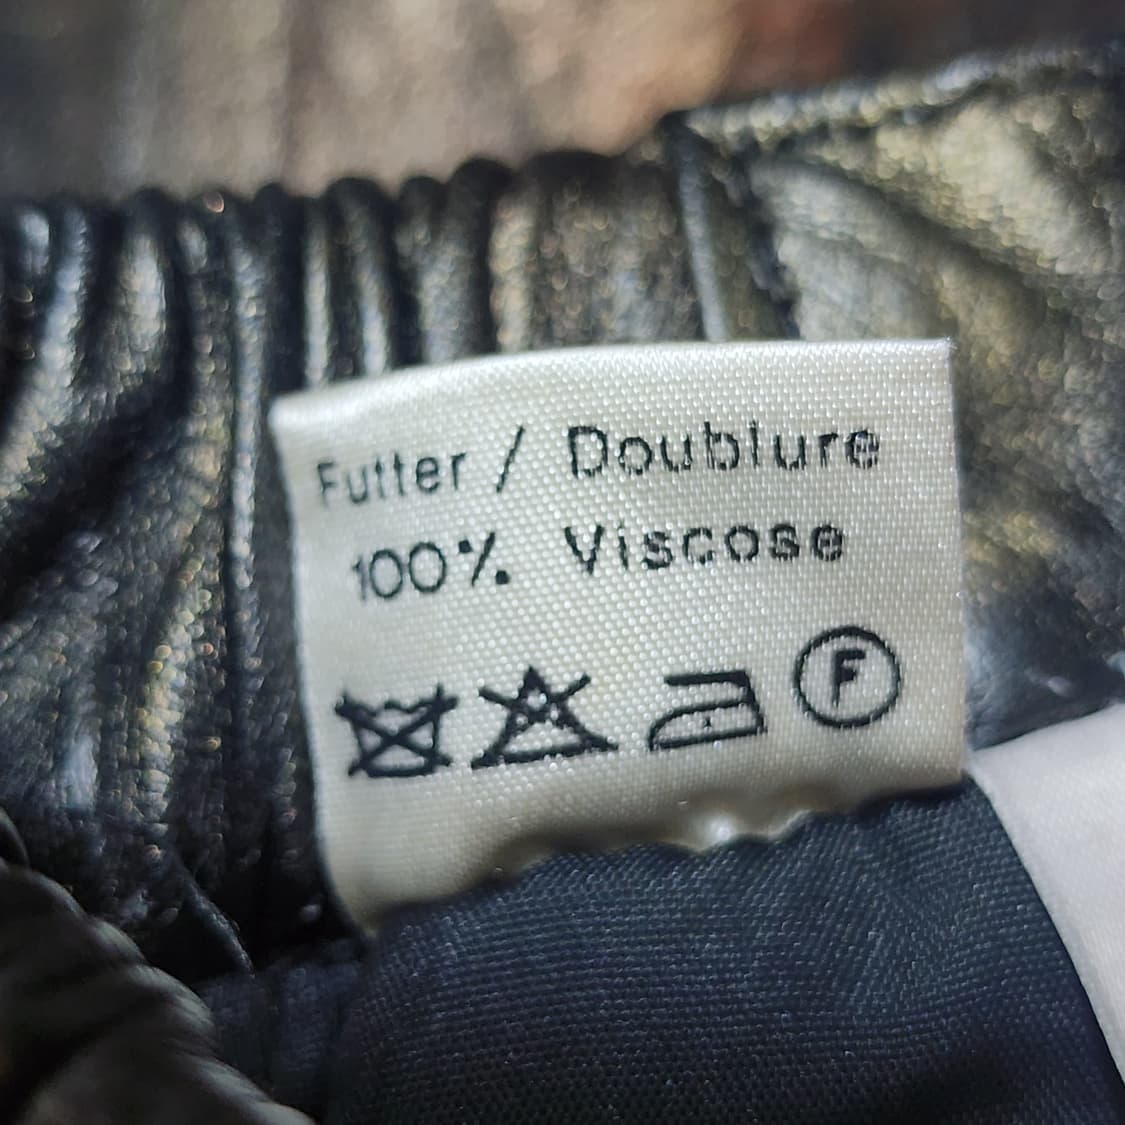 Futter / Doublure
100% Viscose
F